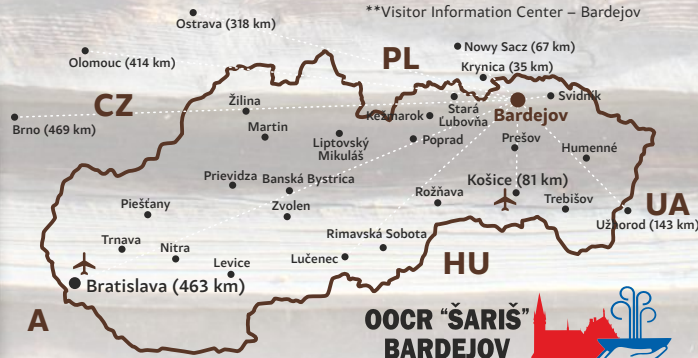 **Visitor Information Center – Bardejov
Ostrava (318 km)
Nowy Sacz (67 km)
Olomouc (414 km)
PL
Krynica (35 km)
CZ
Žilina
Kežmarok
Stará
Ľubovňa
Svidník
Bardejov
Brno (469 km)
Martin
Liptovský
Mikuláš
Poprad
Prešov
Humenné
Prievidza
Banská Bystrica
Košice (81 km)
Rožňava
Trebišov
UA
Piešťany
Zvolen
Užhorod (143 km)
Trnava
Nitra
Rimavská Sobota
Levice
Lučenec
HU
Bratislava (463 km)
A
OOCR "ŠARIŠ"
BARDEJOV